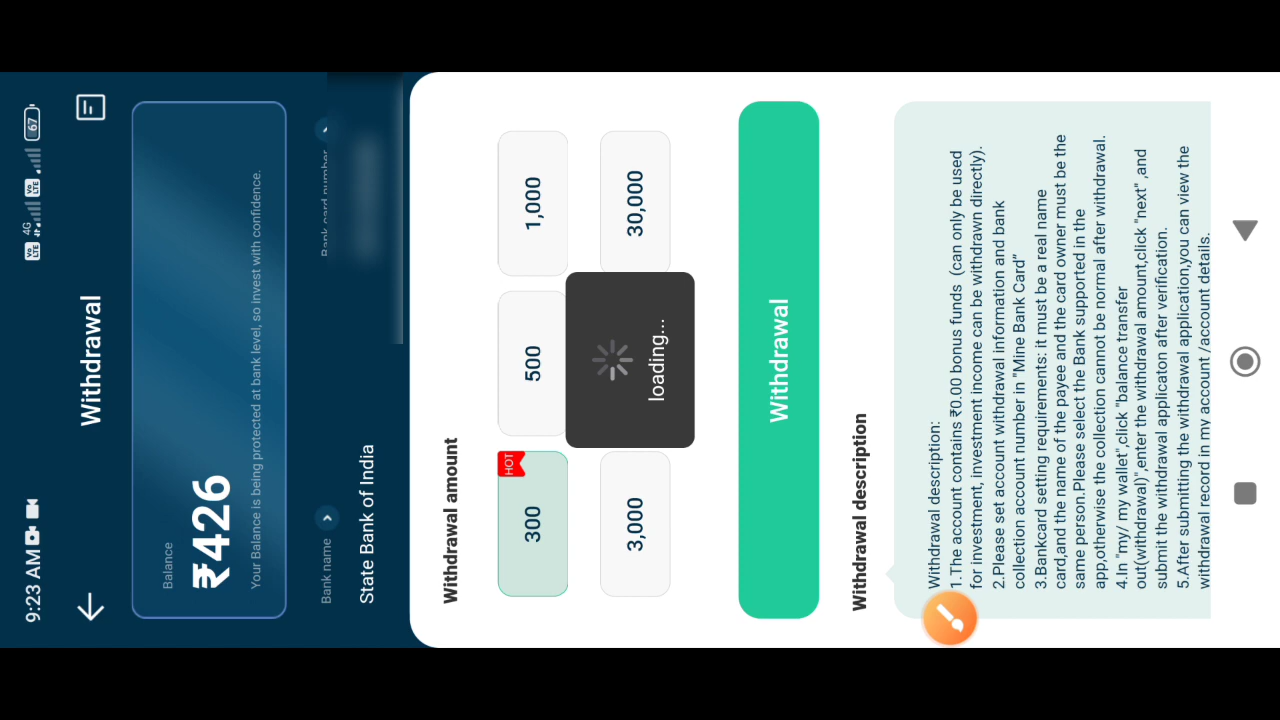 9:23 AM
4G
Vo LTE
Vo LTE
67
Withdrawal
Balance
₹426
Your Balance is being protected at bank level, so invest with confidence.
Bank name
Bank card number
State Bank of India
Withdrawal amount
300
HOT
500
1,000
3,000
30,000
loading...
Withdrawal
Withdrawal description
Withdrawal description:
1.The account contains ₹0.00 bonus funds (can only be used
for investment, investment income can be withdrawn directly).
2.Please set account withdrawal information and bank
collection account number in "Mine Bank Card"
3.Bankcard setting requirements: it must be a real name
card,and the name of the payee and the card owner must be the
same person.Please select the Bank supported in the
app,otherwise the collection cannot be normal after withdrawal.
4.In "my/ my wallet",click "balance transfer
out(withdrawal)",enter the withdrawal amount,click "next" ,and
submit the withdrawal applicaton after verification.
5.After submitting the withdrawal application,you can view the
withdrawal record in my account /account details.